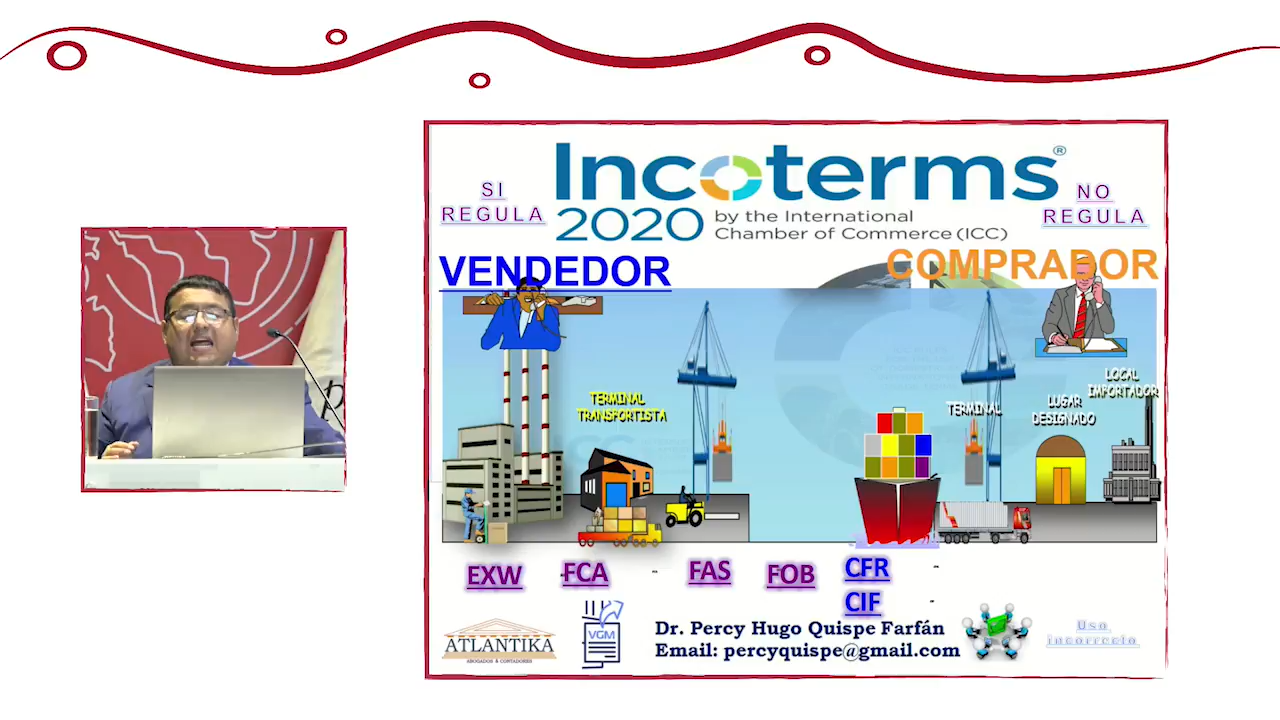 Incoterms®
2020
by the International
Chamber of Commerce (ICC)
SI
REGULA
NO
REGULA
VENDEDOR
COMPRADOR
TERMINAL
TRANSPORTISTA
TERMINAL
LUGAR
DESIGNADO
LOCAL
IMPORTADOR
EXW
FCA
FAS
FOB
CFR
CIF
ATLANTIKA
ABOGADOS & CONTADORES
VGM
Dr. Percy Hugo Quispe Farfán
Email: percyquispe@gmail.com
Uso
incorrecto